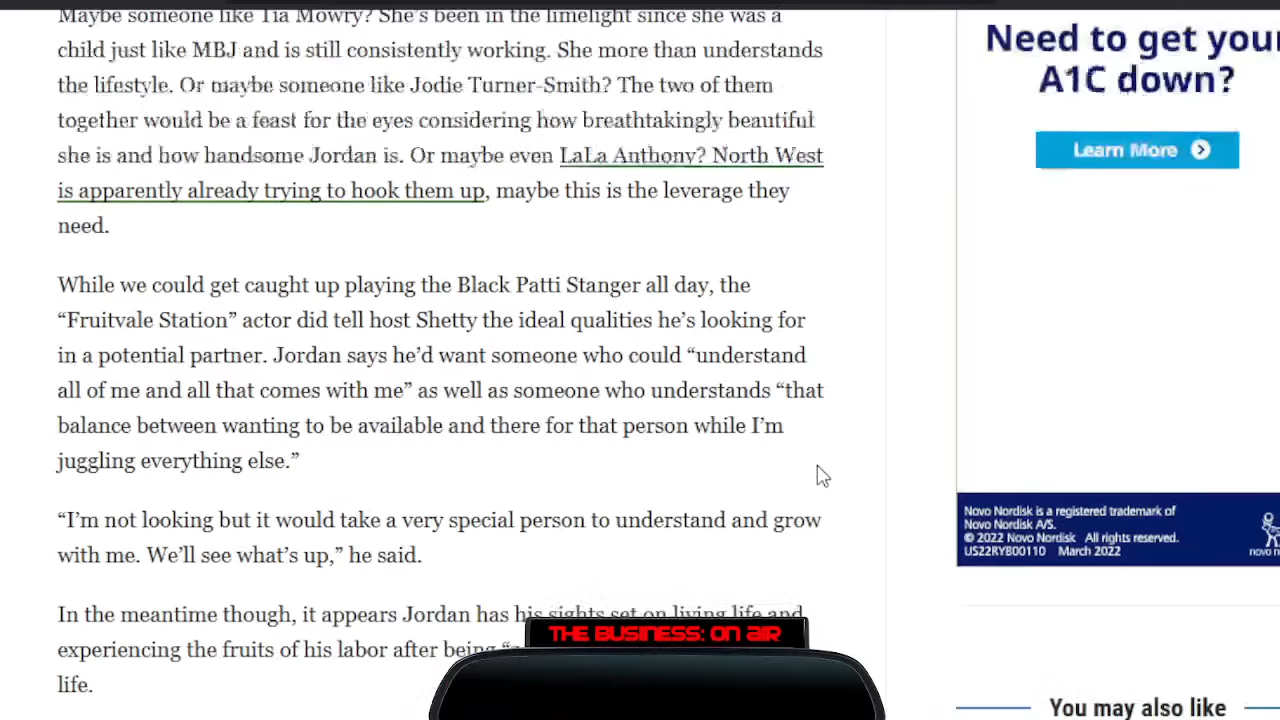 Maybe someone like Tia Mowry? She's been in the limelight since she was a
child just like MBJ and is still consistently working. She more than understands
the lifestyle. Or maybe someone like Jodie Turner-Smith? The two of them
together would be a feast for the eyes considering how breathtakingly beautiful
she is and how handsome Jordan is. Or maybe even LaLa Anthony? North West
is apparently already trying to hook them up, maybe this is the leverage they
need.
While we could get caught up playing the Black Patti Stanger all day, the
“Fruitvale Station” actor did tell host Shetty the ideal qualities he's looking for
in a potential partner. Jordan says he'd want someone who could “understand
all of me and all that comes with me” as well as someone who understands “that
balance between wanting to be available and there for that person while I'm
juggling everything else.”
“I'm not looking but it would take a very special person to understand and grow
with me. We'll see what's up,” he said.
In the meantime though, it appears Jordan has his sights set on living life and
experiencing the fruits of his labor after being
life.
THE BUSINESS: ON AIR
Need to get your
A1C down?
Learn More
Novo Nordisk is a registered trademark of
Novo Nordisk A/S.
© 2022 Novo Nordisk All rights reserved.
US22RYB00110 March 2022
novo
You may also like